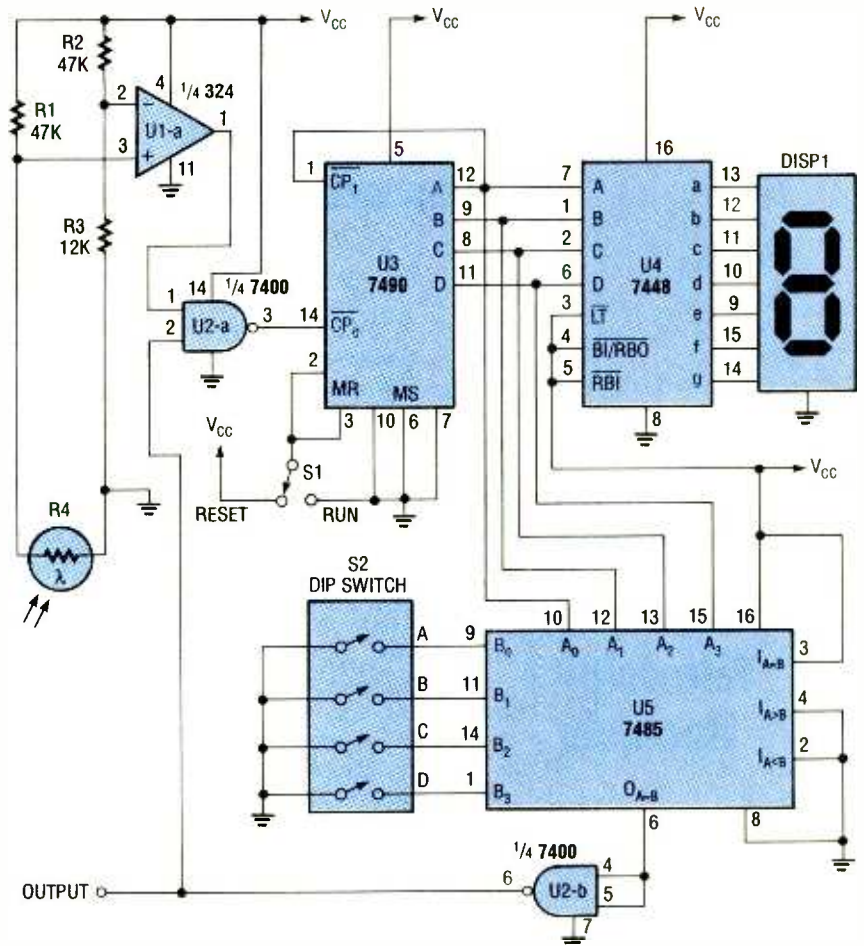 VCC
VCC
VCC
R2
47K
R1
47K
1/4 324
4
2
1
U1-a
3
11
R3
12K
DISP1
5
16
1
CP1
12
A
7
A
a
13
9
B
1
B
b
12
8
C
2
C
c
11
U3
7490
11
D
6
D
d
10
U4
7448
3
LT
e
9
4
BI/RBO
f
15
5
RBI
g
14
8
14
1/4 7400
1
2
U2-a
3
14
CP0
2
MR
MS
3
10
6
7
VCC
S1
RESET
RUN
VCC
R4
λ
S2
DIP SWITCH
10
12
13
15
16
A0
A1
A2
A3
A
9
B0
IA=B
3
B
11
B1
U5
7485
IA>B
4
C
14
B2
IA<B
2
D
1
B3
OA=B
6
8
1/4 7400
OUTPUT
6
U2-b
4
5
7